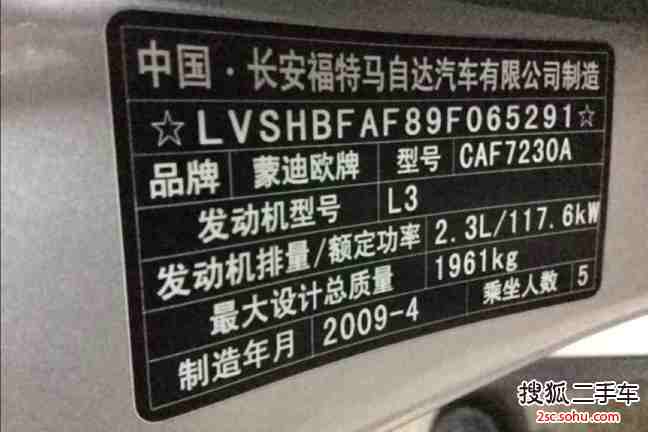 中国·长安福特马自达汽车有限公司制造
☆LVSHBFAF89F065291☆
品牌 蒙迪欧牌 型号 CAF7230A
发动机型号 L3
发动机排量/额定功率 2.3L/117.6kW
最大设计总质量 1961kg
制造年月 2009-4 乘坐人数 5
搜狐二手车
2sc.sohu.com